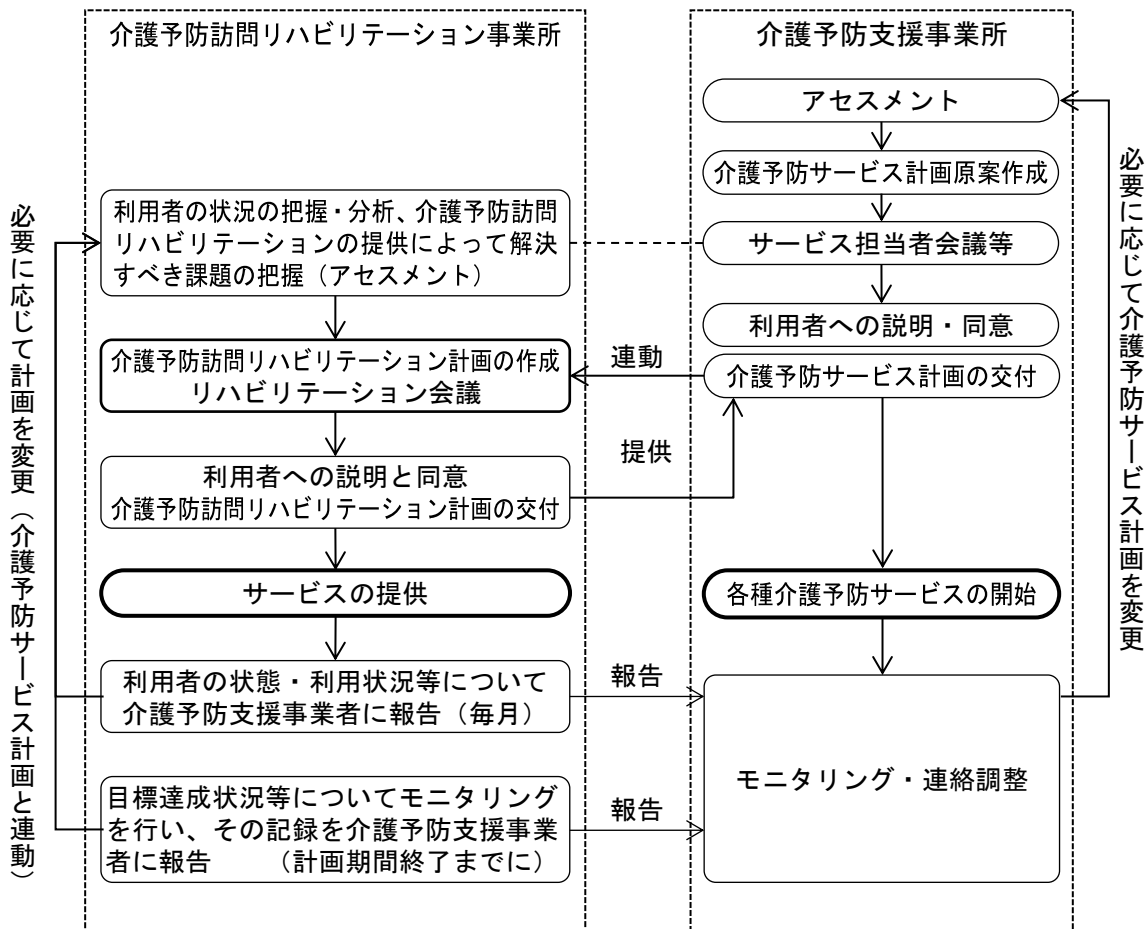 介護予防訪問リハビリテーション事業所
利用者の状況の把握・分析、介護予防訪問
リハビリテーションの提供によって解決
すべき課題の把握（アセスメント）
介護予防訪問リハビリテーション計画の作成
リハビリテーション会議
利用者への説明と同意
介護予防訪問リハビリテーション計画の交付
サービスの提供
利用者の状態・利用状況等について
介護予防支援事業者に報告（毎月）
目標達成状況等についてモニタリング
を行い、その記録を介護予防支援事業
者に報告　　（計画期間終了までに）
必要に応じて計画を変更（介護予防サービス計画と連動）
連動
提供
報告
報告
介護予防支援事業所
アセスメント
介護予防サービス計画原案作成
サービス担当者会議等
利用者への説明・同意
介護予防サービス計画の交付
各種介護予防サービスの開始
モニタリング・連絡調整
必要に応じて介護予防サービス計画を変更